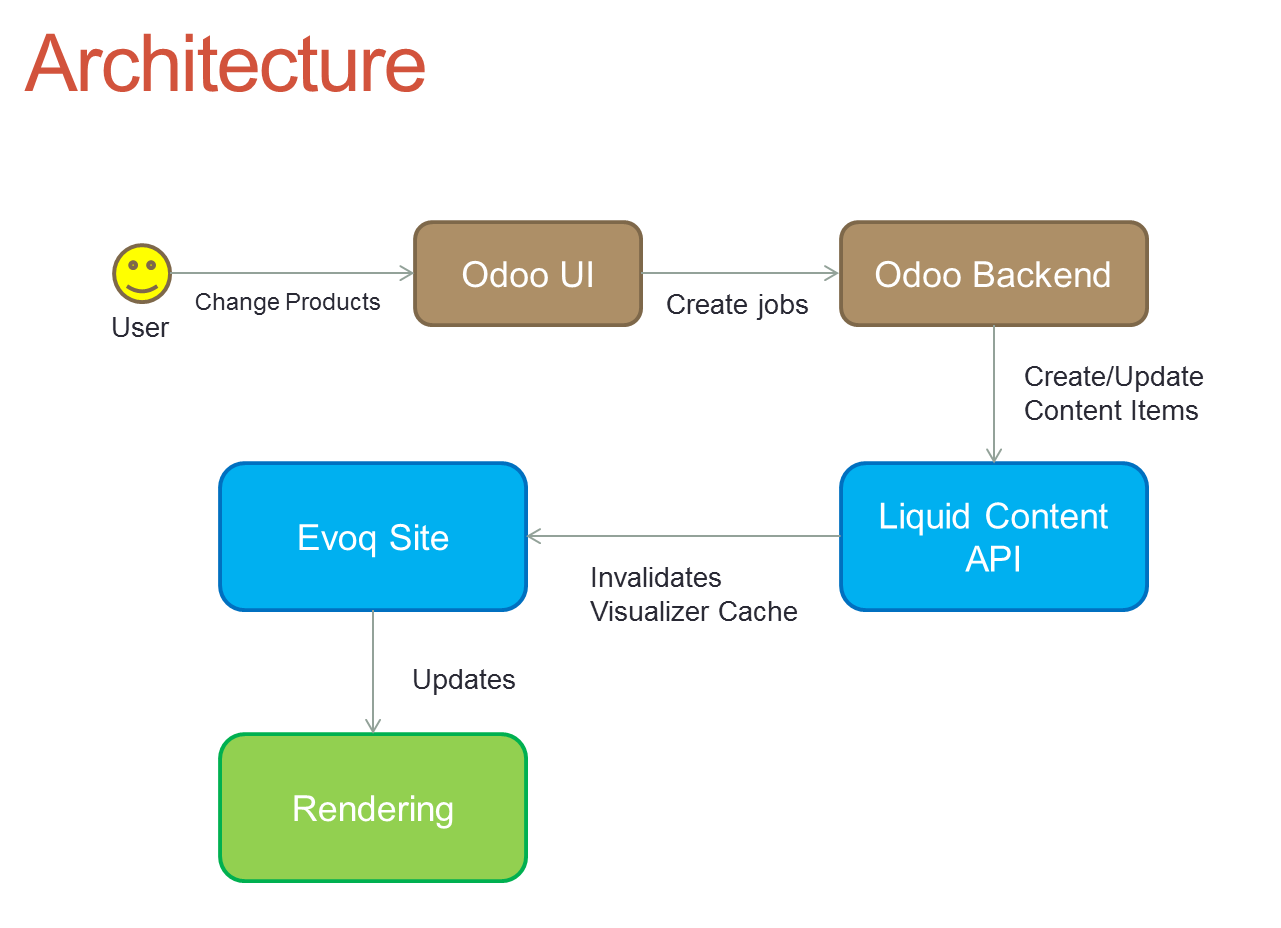 Architecture
Odoo UI
Odoo Backend
Change Products
Create jobs
User
Create/Update
Content Items
Evoq Site
Liquid Content
API
Invalidates
Visualizer Cache
Updates
Rendering